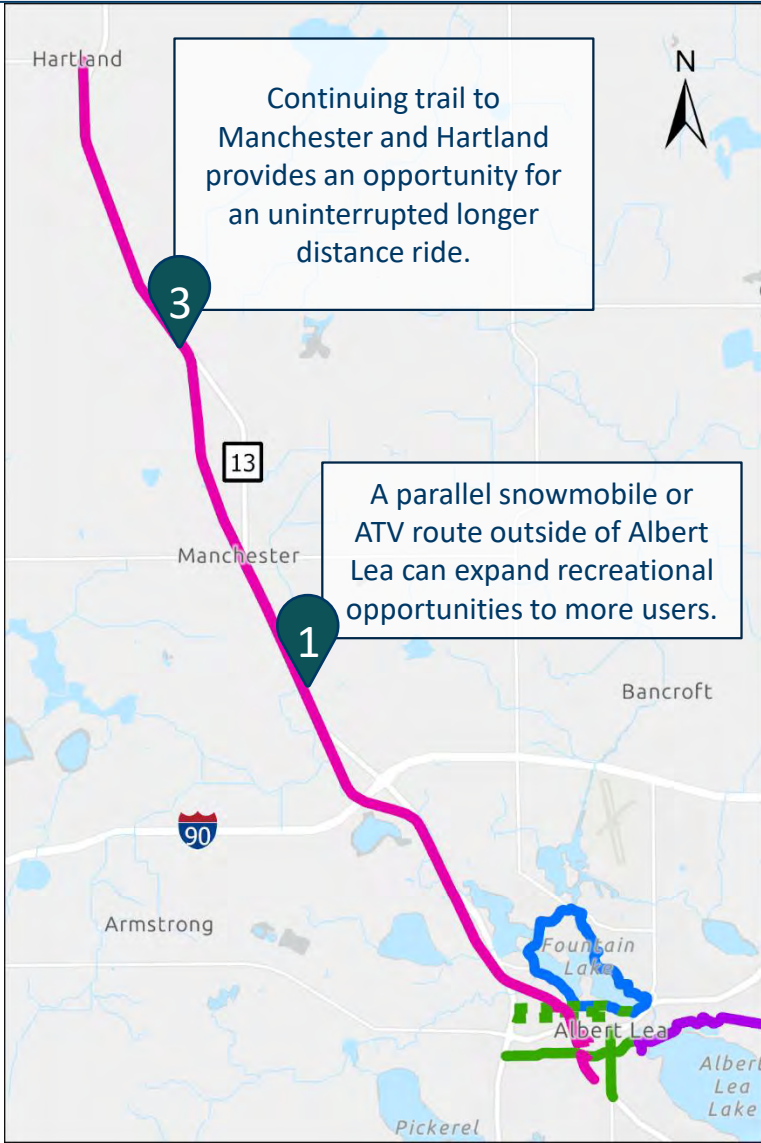 Hartland
N
Continuing trail to
Manchester and Hartland
provides an opportunity for
an uninterrupted longer
distance ride.
3
13
Manchester
A parallel snowmobile or
ATV route outside of Albert
Lea can expand recreational
opportunities to more users.
1
Bancroft
90
Armstrong
Fountain
Lake
Albert Lea
Albert
Lea
Lake
Pickerel